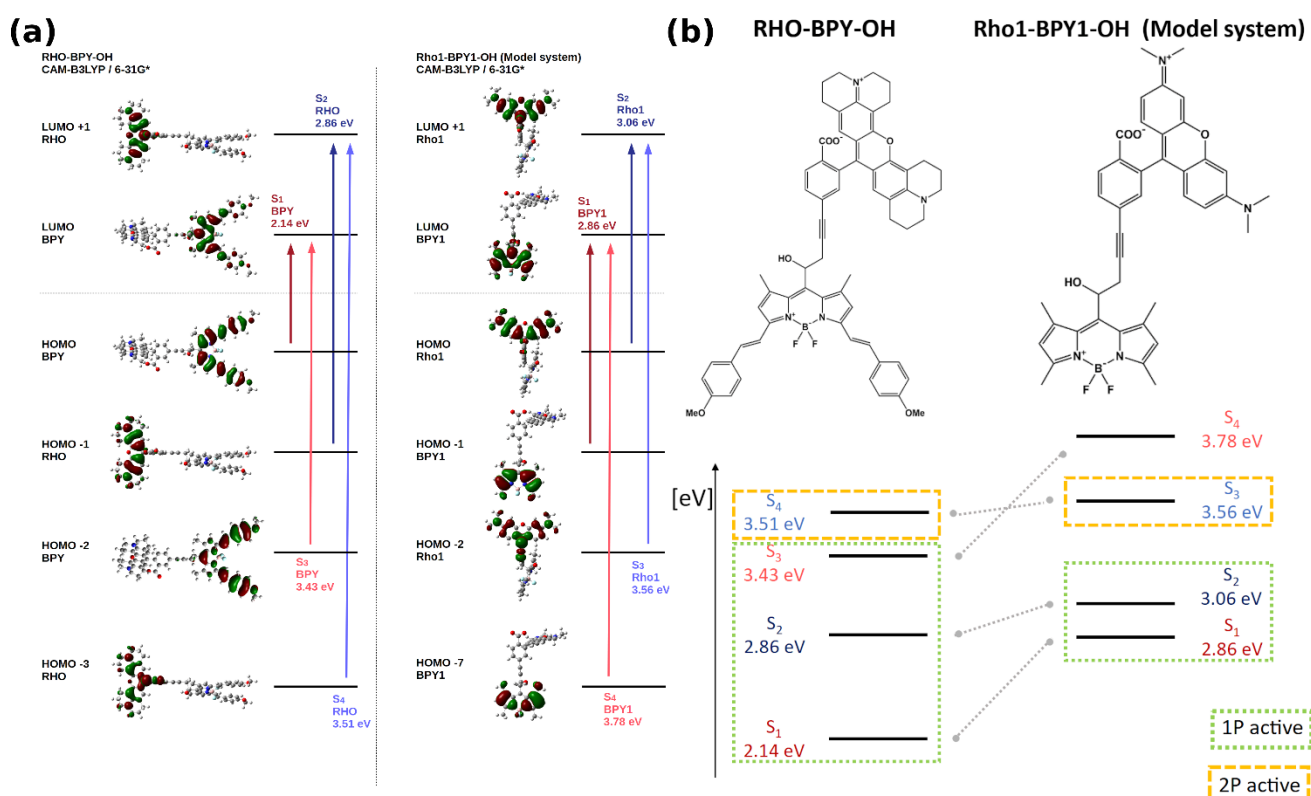 (a)
RHO-BPY-OH
CAM-B3LYP / 6-31G*
LUMO +1
RHO
LUMO
BPY
HOMO
BPY
HOMO -1
RHO
HOMO -2
BPY
HOMO -3
RHO
S2
RHO
2.86 eV
S1
BPY
2.14 eV
S3
BPY
3.43 eV
S4
RHO
3.51 eV
Rho1-BPY1-OH (Model system)
CAM-B3LYP / 6-31G*
LUMO +1
Rho1
LUMO
BPY1
HOMO
Rho1
HOMO -1
BPY1
HOMO -2
Rho1
HOMO -7
BPY1
S2
Rho1
3.06 eV
S1
BPY1
2.86 eV
S3
Rho1
3.56 eV
S4
BPY1
3.78 eV
(b)
RHO-BPY-OH
N+
COO-
O
N
HO
N+
N
B-
F F
MeO
OMe
Rho1-BPY1-OH (Model system)
N+
COO-
O
N
HO
N+
N
B-
F F
[eV]
S4
3.51 eV
S3
3.43 eV
S2
2.86 eV
S1
2.14 eV
S4
3.78 eV
S3
3.56 eV
S2
3.06 eV
S1
2.86 eV
1P active
2P active